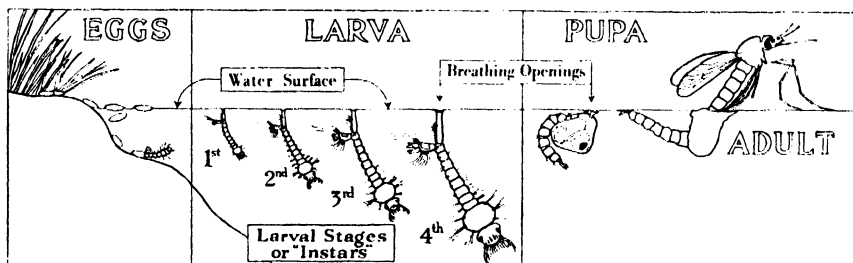 EGGS
LARVA
PUPA
Water Surface
Breathing Openings
1st
2nd
3rd
4th
ADULT
Larval Stages
or "Instars"